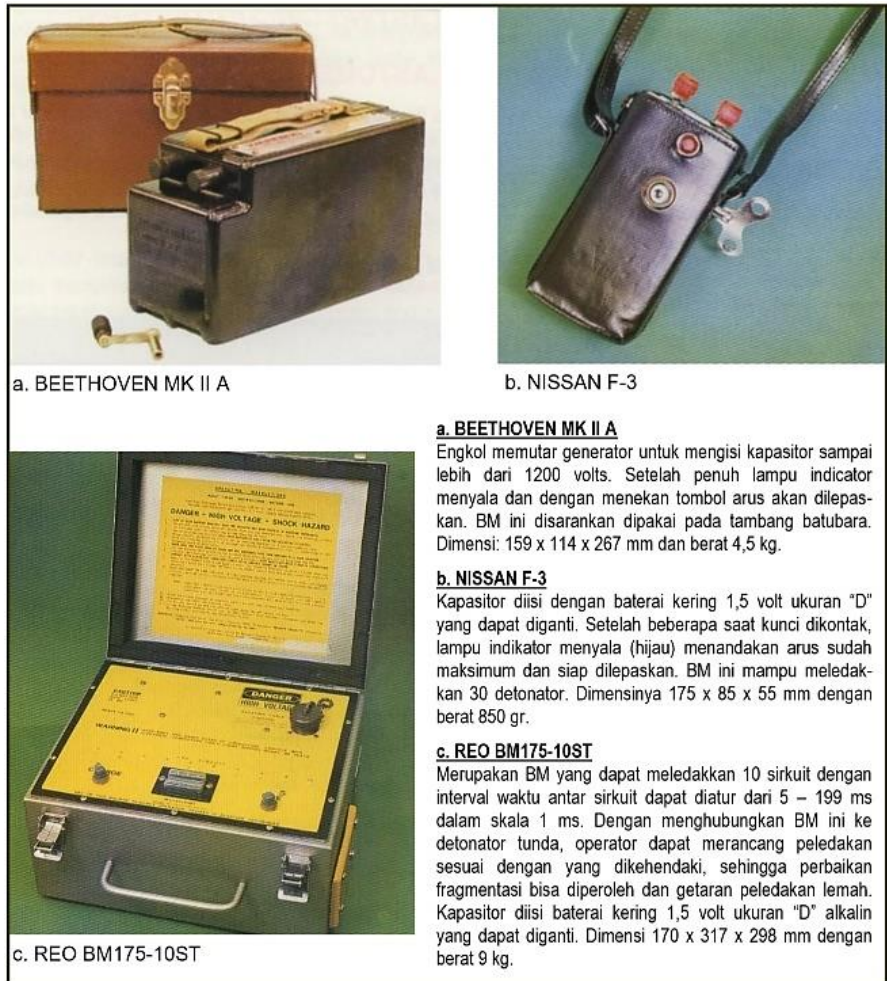 a. BEETHOVEN MK II A
b. NISSAN F-3
a. BEETHOVEN MK II A
Engkol memutar generator untuk mengisi kapasitor sampai
lebih dari 1200 volts. Setelah penuh lampu indicator
menyala dan dengan menekan tombol arus akan dilepas-
kan. BM ini disarankan dipakai pada tambang batubara.
Dimensi: 159 x 114 x 267 mm dan berat 4,5 kg.
b. NISSAN F-3
Kapasitor diisi dengan baterai kering 1,5 volt ukuran “D”
yang dapat diganti. Setelah beberapa saat kunci dikontak,
lampu indikator menyala (hijau) menandakan arus sudah
maksimum dan siap dilepaskan. BM ini mampu meledak-
kan 30 detonator. Dimensinya 175 x 85 x 55 mm dengan
berat 850 gr.
c. REO BM175-10ST
Merupakan BM yang dapat meledakkan 10 sirkuit dengan
interval waktu antar sirkuit dapat diatur dari 5 – 199 ms
dalam skala 1 ms. Dengan menghubungkan BM ini ke
detonator tunda, operator dapat merancang peledakan
sesuai dengan yang dikehendaki, sehingga perbaikan
fragmentasi bisa diperoleh dan getaran peledakan lemah.
Kapasitor diisi baterai kering 1,5 volt ukuran “D” alkalin
yang dapat diganti. Dimensi 170 x 317 x 298 mm dengan
berat 9 kg.
DANGER - HIGH VOLTAGE - SHOCK HAZARD
DANGER
HIGH VOLTAGE
WARNING!!
c. REO BM175-10ST